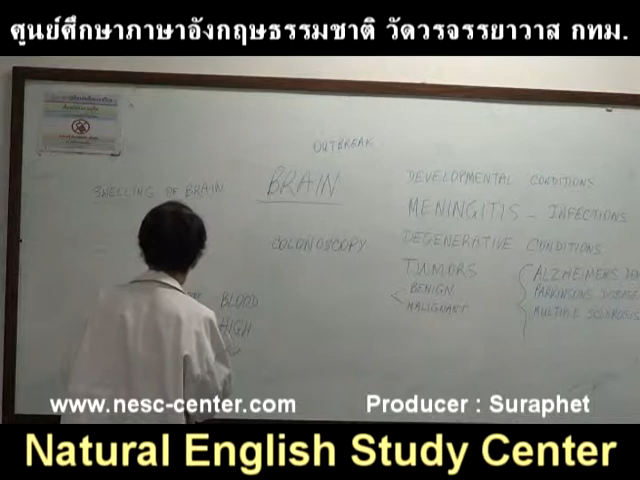 ศูนย์ศึกษาภาษาอังกฤษธรรมชาติ วัดวรจรรยาวาส กทม.
OUTBREAK
SWELLING OF BRAIN
BRAIN
COLONOSCOPY
BLOOD
HIGH
DEVELOPMENTAL CONDITIONS
MENINGITIS - INFECTIONS
DEGENERATIVE CONDITIONS
TUMORS
BENIGN
MALIGNANT
ALZHEIMERS
PARKINSONS DISEASE
MULTIPLE SCLEROSIS
www.nesc-center.com
Producer : Suraphet
Natural English Study Center